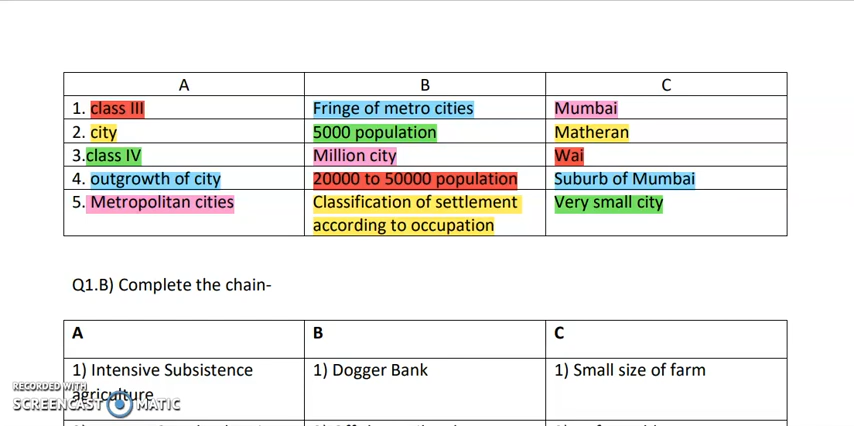 A B C
1. class III Fringe of metro cities Mumbai
2. city 5000 population Matheran
3.class IV Million city Wai
4. outgrowth of city 20000 to 50000 population Suburb of Mumbai
5. Metropolitan cities Classification of settlement Very small city
according to occupation
Q1.B) Complete the chain-
A B C
1) Intensive Subsistence 1) Dogger Bank 1) Small size of farm
agriculture
RECORDED WITH
SCREENCAST MATIC